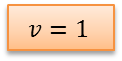 v = 1